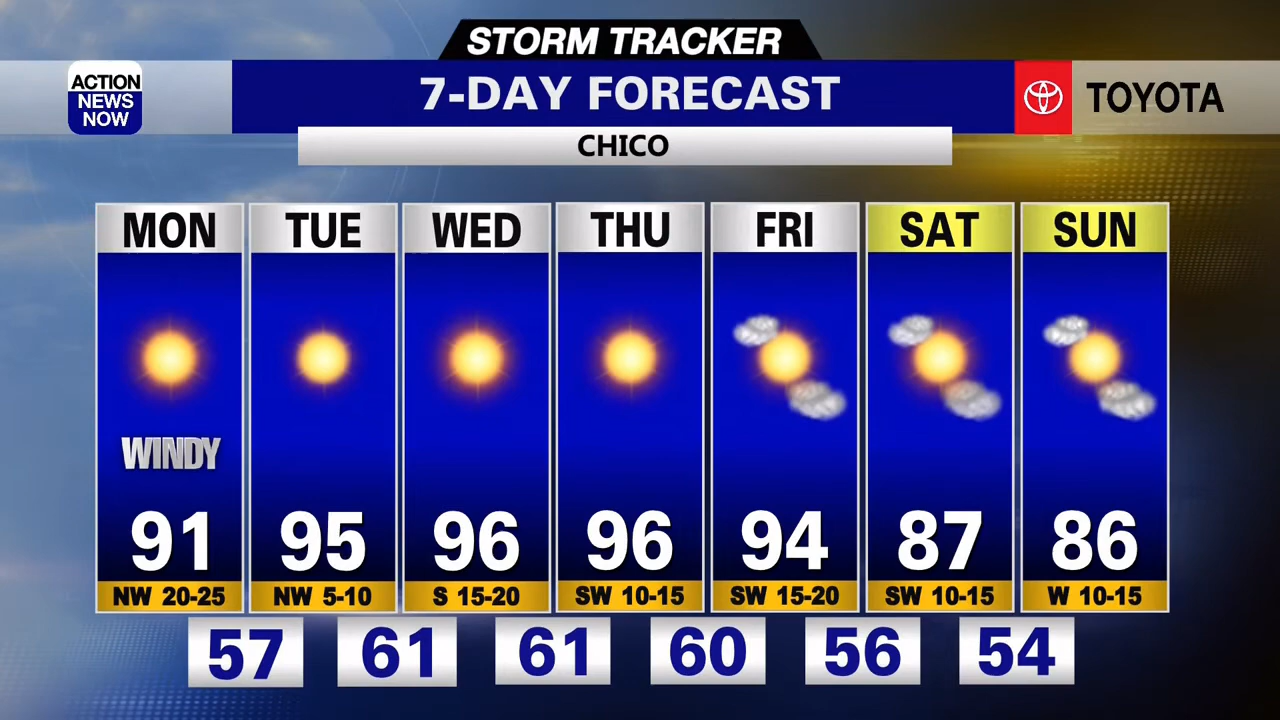 STORM TRACKER
ACTION
NEWS
NOW
7-DAY FORECAST
TOYOTA
CHICO
MON TUE WED THU FRI SAT SUN
WINDY
91 95 96 96 94 87 86
NW 20-25 NW 5-10 S 15-20 SW 10-15 SW 15-20 SW 10-15 W 10-15
57 61 61 60 56 54